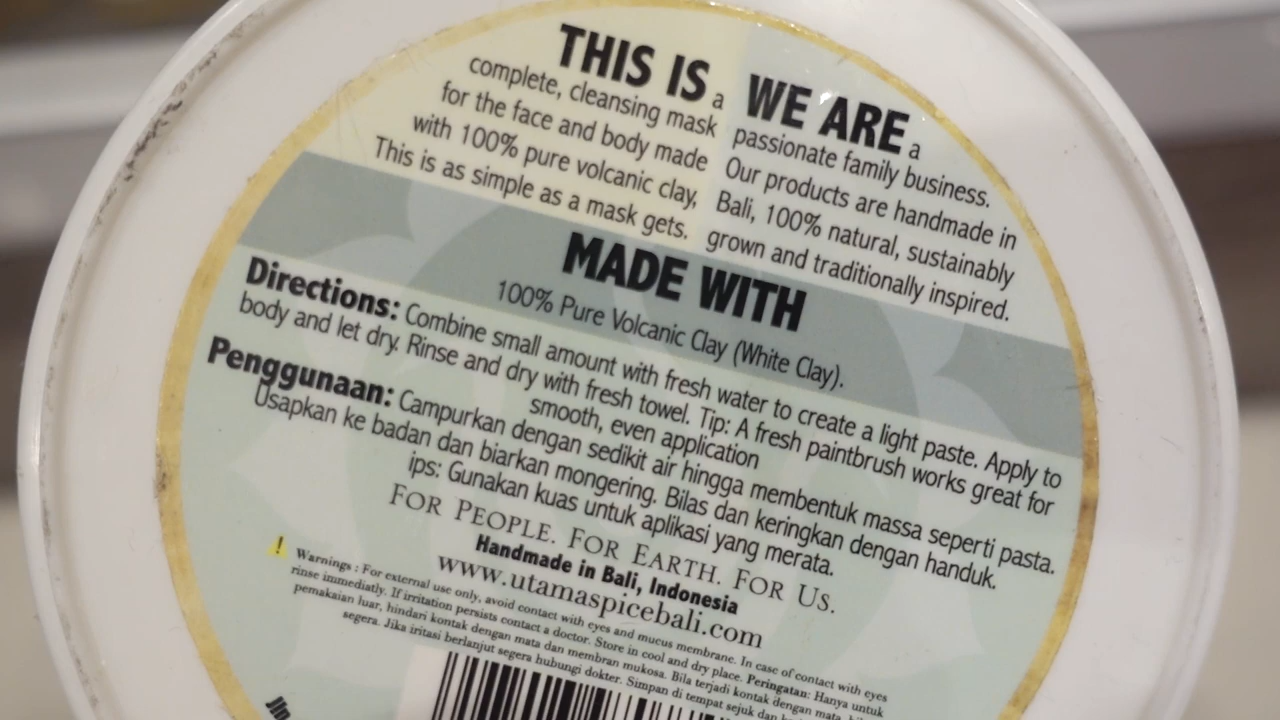 THIS IS a
complete, cleansing mask
for the face and body made
with 100% pure volcanic clay,
This is as simple as a mask gets.
WE ARE a
passionate family business.
Our products are handmade in
Bali, 100% natural, sustainably
grown and traditionally inspired.
MADE WITH
100% Pure Volcanic Clay (White Clay).
Directions: Combine small amount with fresh water to create a light paste. Apply to
body and let dry. Rinse and dry with fresh towel. Tip: A fresh paintbrush works great for
smooth, even application
Penggunaan: Campurkan dengan sedikit air hingga membentuk massa seperti pasta.
Usapkan ke badan dan biarkan mongering. Bilas dan keringkan dengan handuk.
ips: Gunakan kuas untuk aplikasi yang merata.
FOR PEOPLE. FOR EARTH. FOR US.
Handmade in Bali, Indonesia
www.utamaspicebali.com
! Warnings : For external use only, avoid contact with eyes and mucus membrane. In case of contact with eyes
rinse immediately. If irritation persists contact a doctor. Store in cool and dry place. Peringatan: Hanya untuk
pemakaian luar, hindari kontak dengan mata dan membran mukosa. Bila terjadi kontak dengan mata,
segera. Jika iritasi berlanjut segera hubungi dokter. Simpan di tempat sejuk dan
Jln